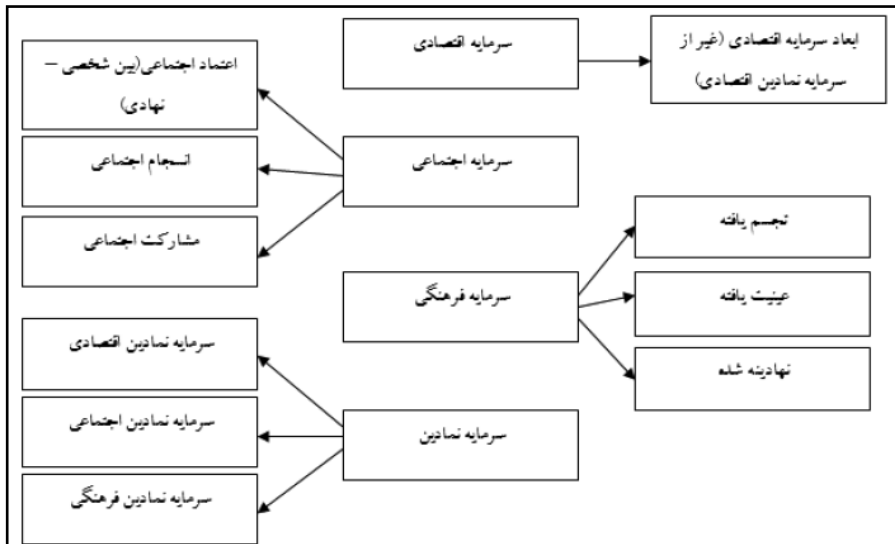 ابعاد سرمایه اقتصادی (غیر از
سرمایه نمادین اقتصادی)
سرمایه اقتصادی
اعتماد اجتماعی(بین شخصی –
نهادی)
سرمایه اجتماعی
انسجام اجتماعی
مشارکت اجتماعی
تجسم یافته
سرمایه فرهنگی
عینیت یافته
نهادینه شده
سرمایه نمادین اقتصادی
سرمایه نمادین
سرمایه نمادین اجتماعی
سرمایه نمادین فرهنگی